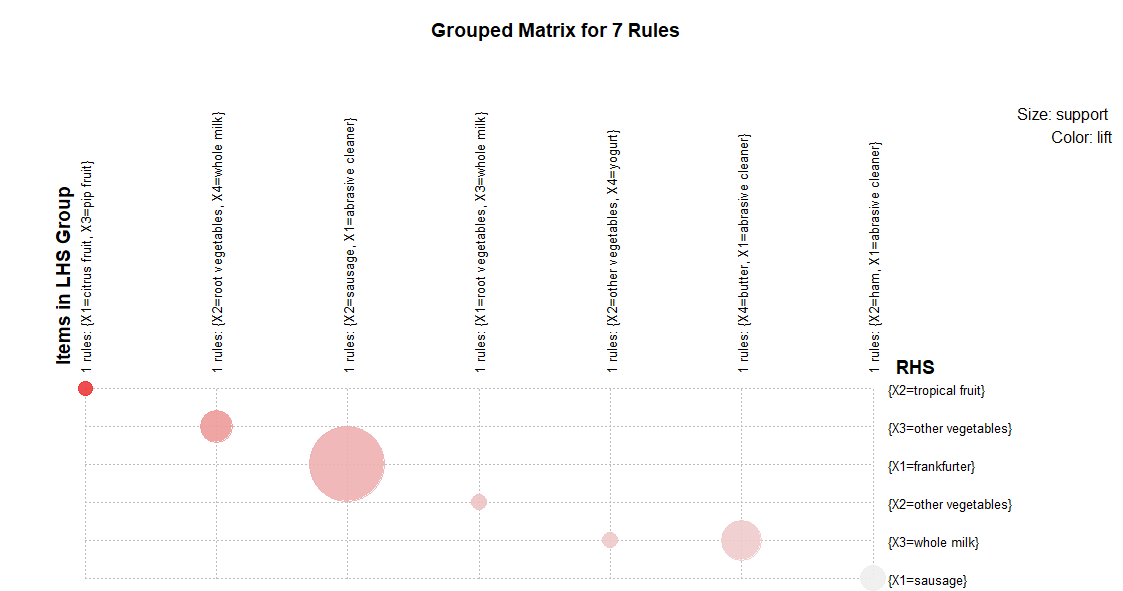 Grouped Matrix for 7 Rules
Size: support
Color: lift
Items in LHS Group
1 rules: {X1=citrus fruit, X3=pip fruit}
1 rules: {X2=root vegetables, X4=whole milk}
1 rules: {X2=sausage, X1=abrasive cleaner}
1 rules: {X1=root vegetables, X3=whole milk}
1 rules: {X2=other vegetables, X4=yogurt}
1 rules: {X4=butter, X1=abrasive cleaner}
1 rules: {X2=ham, X1=abrasive cleaner}
RHS
{X2=tropical fruit}
{X3=other vegetables}
{X1=frankfurter}
{X2=other vegetables}
{X3=whole milk}
{X1=sausage}